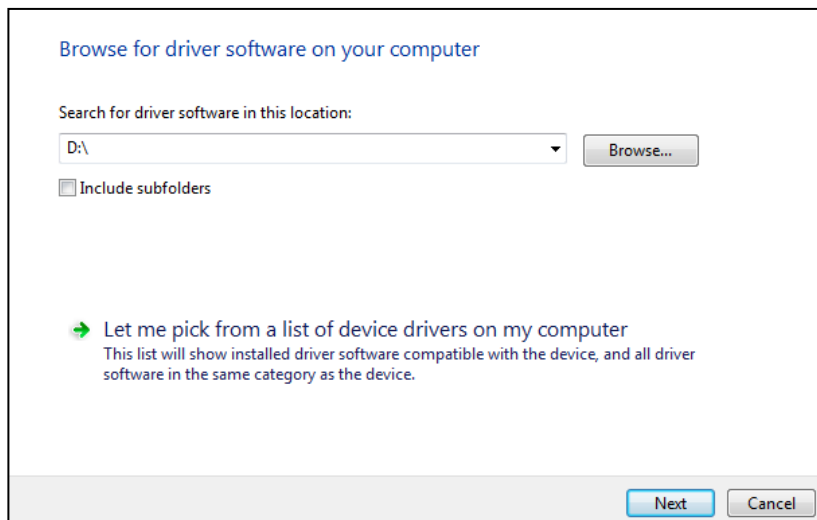 Browse for driver software on your computer
Search for driver software in this location:
D:\
Browse...
Include subfolders
Let me pick from a list of device drivers on my computer
This list will show installed driver software compatible with the device, and all driver
software in the same category as the device.
Next
Cancel